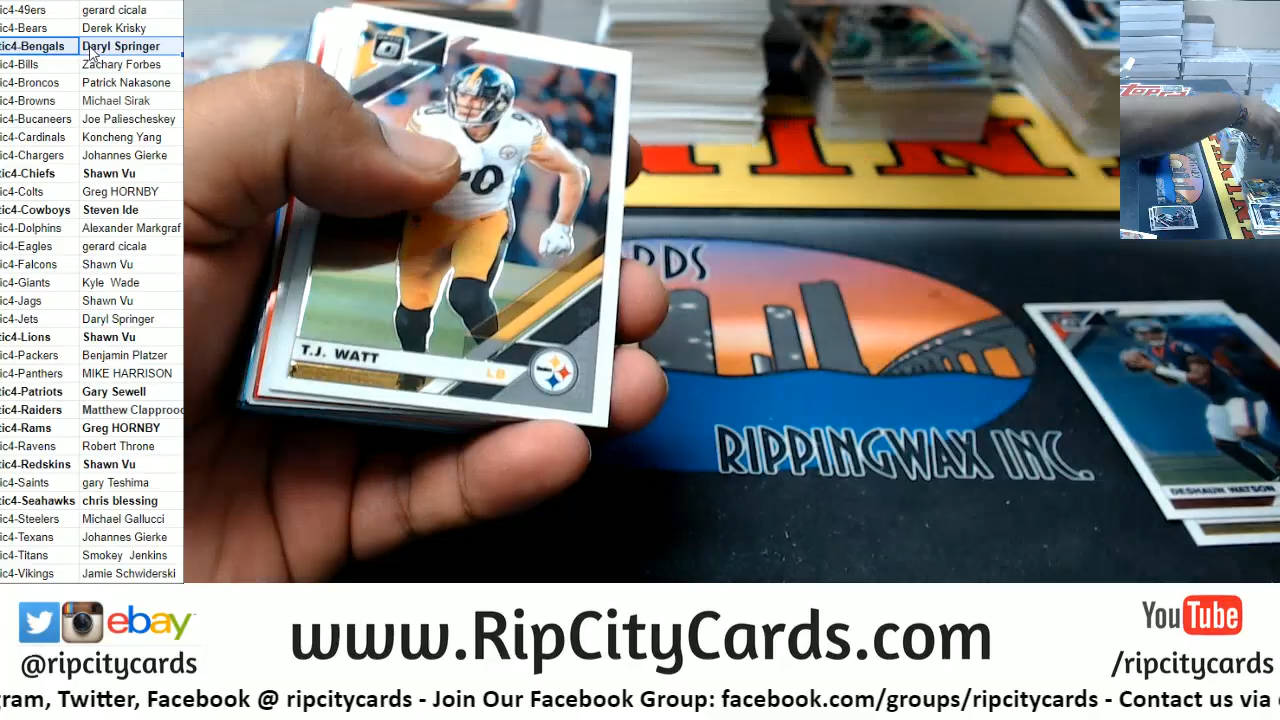 ic4-49ers gerard cicala
ic4-Bears Derek Krisky
tic4-Bengals Daryl Springer
ic4-Bills Zachary Forbes
ic4-Broncos Patrick Nakasone
ic4-Browns Michael Sirak
ic4-Bucaneers Joe Paliescheskey
ic4-Cardinals Koncheng Yang
ic4-Chargers Johannes Gierke
tic4-Chiefs Shawn Vu
ic4-Colts Greg HORNBY
tic4-Cowboys Steven Ide
ic4-Dolphins Alexander Markgraf
ic4-Eagles gerard cicala
ic4-Falcons Shawn Vu
ic4-Giants Kyle Wade
ic4-Jags Shawn Vu
ic4-Jets Daryl Springer
tic4-Lions Shawn Vu
ic4-Packers Benjamin Platzer
ic4-Panthers MIKE HARRISON
tic4-Patriots Gary Sewell
tic4-Raiders Matthew Clapprood
tic4-Rams Greg HORNBY
ic4-Ravens Robert Throne
tic4-Redskins Shawn Vu
ic4-Saints gary Teshima
tic4-Seahawks chris blessing
ic4-Steelers Michael Gallucci
ic4-Texans Johannes Gierke
ic4-Titans Smokey Jenkins
ic4-Vikings Jamie Schwiderski
T.J. WATT
LB
RDS
RIPPINGWAX INC.
DESHAUN WATSON
Topps
ebay
@ripcitycards
www.RipCityCards.com
YouTube
/ripcitycards
gram, Twitter, Facebook @ ripcitycards - Join Our Facebook Group: facebook.com/groups/ripcitycards - Contact us via